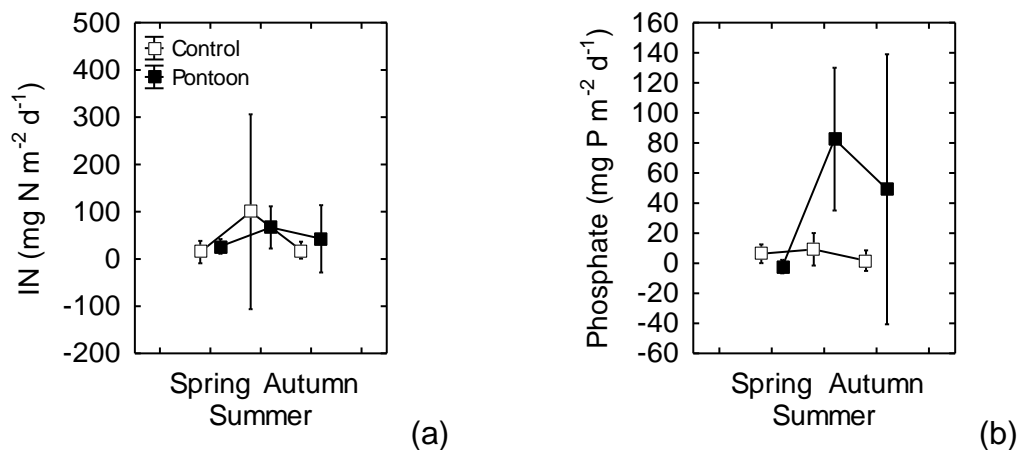 500
400
300
200
100
0
-100
-200
IN (mg N m⁻² d⁻¹)
Control
Pontoon
Spring Autumn
Summer
(a)
160
140
120
100
80
60
40
20
0
-20
-40
-60
Phosphate (mg P m⁻² d⁻¹)
Spring Autumn
Summer
(b)